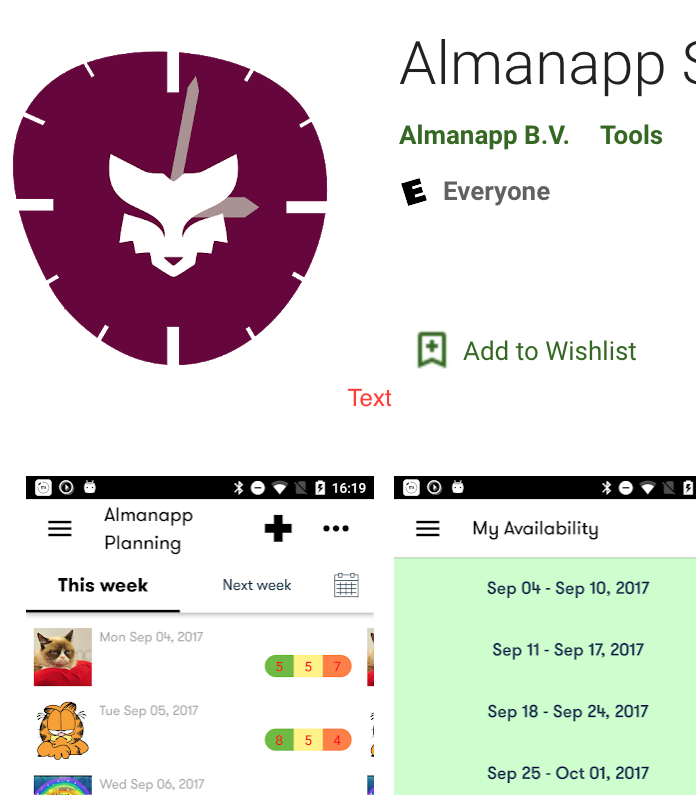 Almanapp S
Almanapp B.V. Tools
E Everyone
Add to Wishlist
Text
16:19
Almanapp
Planning
This week Next week
Mon Sep 04, 2017
5 5 7
Tue Sep 05, 2017
8 5 4
Wed Sep 06, 2017
My Availability
Sep 04 - Sep 10, 2017
Sep 11 - Sep 17, 2017
Sep 18 - Sep 24, 2017
Sep 25 - Oct 01, 2017